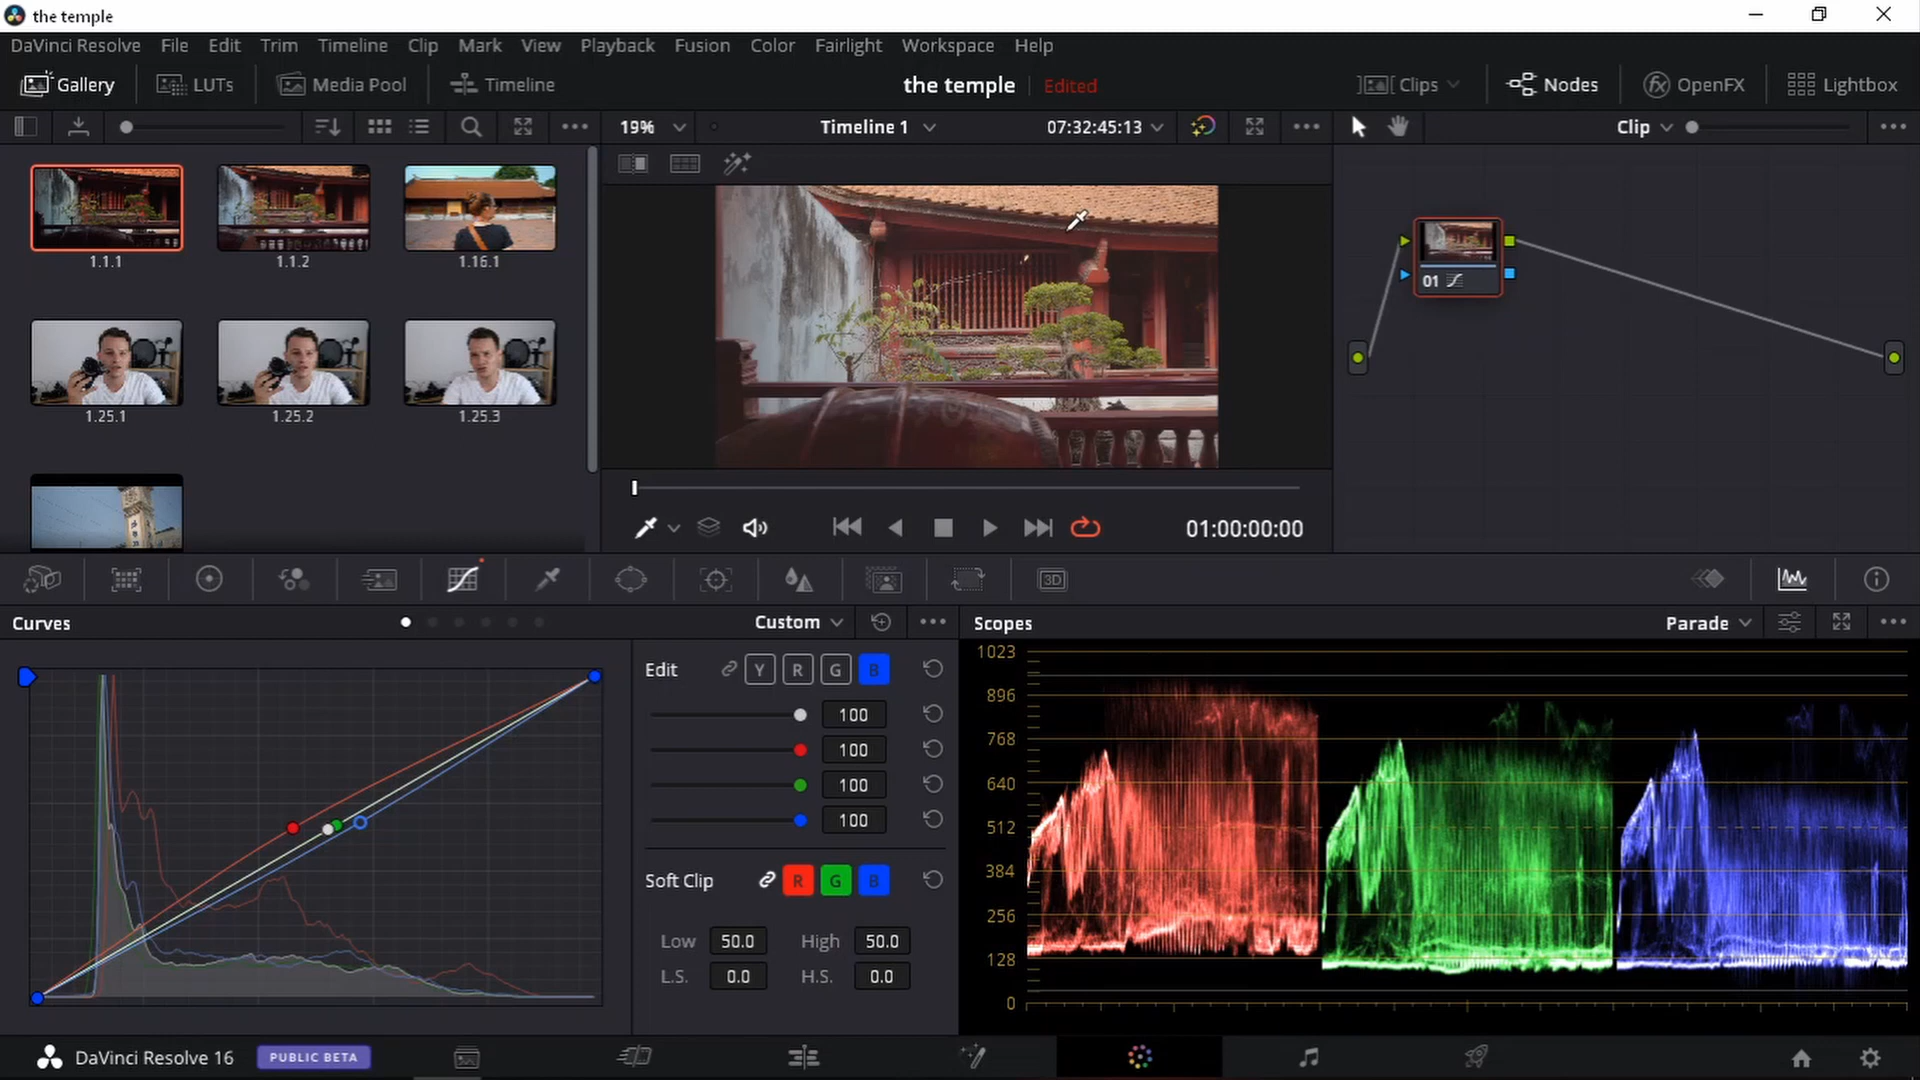 the temple
DaVinci Resolve File Edit Trim Timeline Clip Mark View Playback Fusion Color Fairlight Workspace Help
Gallery LUTs Media Pool Timeline the temple Edited Clips Nodes OpenFX Lightbox
19% Timeline 1 07:32:45:13 Clip
1.1.1 1.1.2 1.16.1
01
1.25.1 1.25.2 1.25.3
01:00:00:00
3D
Curves Custom Scopes Parade
Edit Y R G B
100
100
100
100
Soft Clip R G B
Low 50.0 High 50.0
L.S. 0.0 H.S. 0.0
1023
896
768
640
512
384
256
128
0
DaVinci Resolve 16 PUBLIC BETA